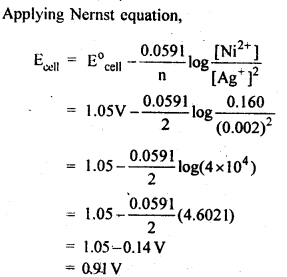 Applying Nernst equation,
E_cell = E°_cell − 0.0591/n log [Ni²⁺]/[Ag⁺]²
= 1.05V − 0.0591/2 log 0.160/(0.002)²
= 1.05 − 0.0591/2 log(4×10⁴)
= 1.05 − 0.0591/2 (4.6021)
= 1.05–0.14 V
= 0.91 V